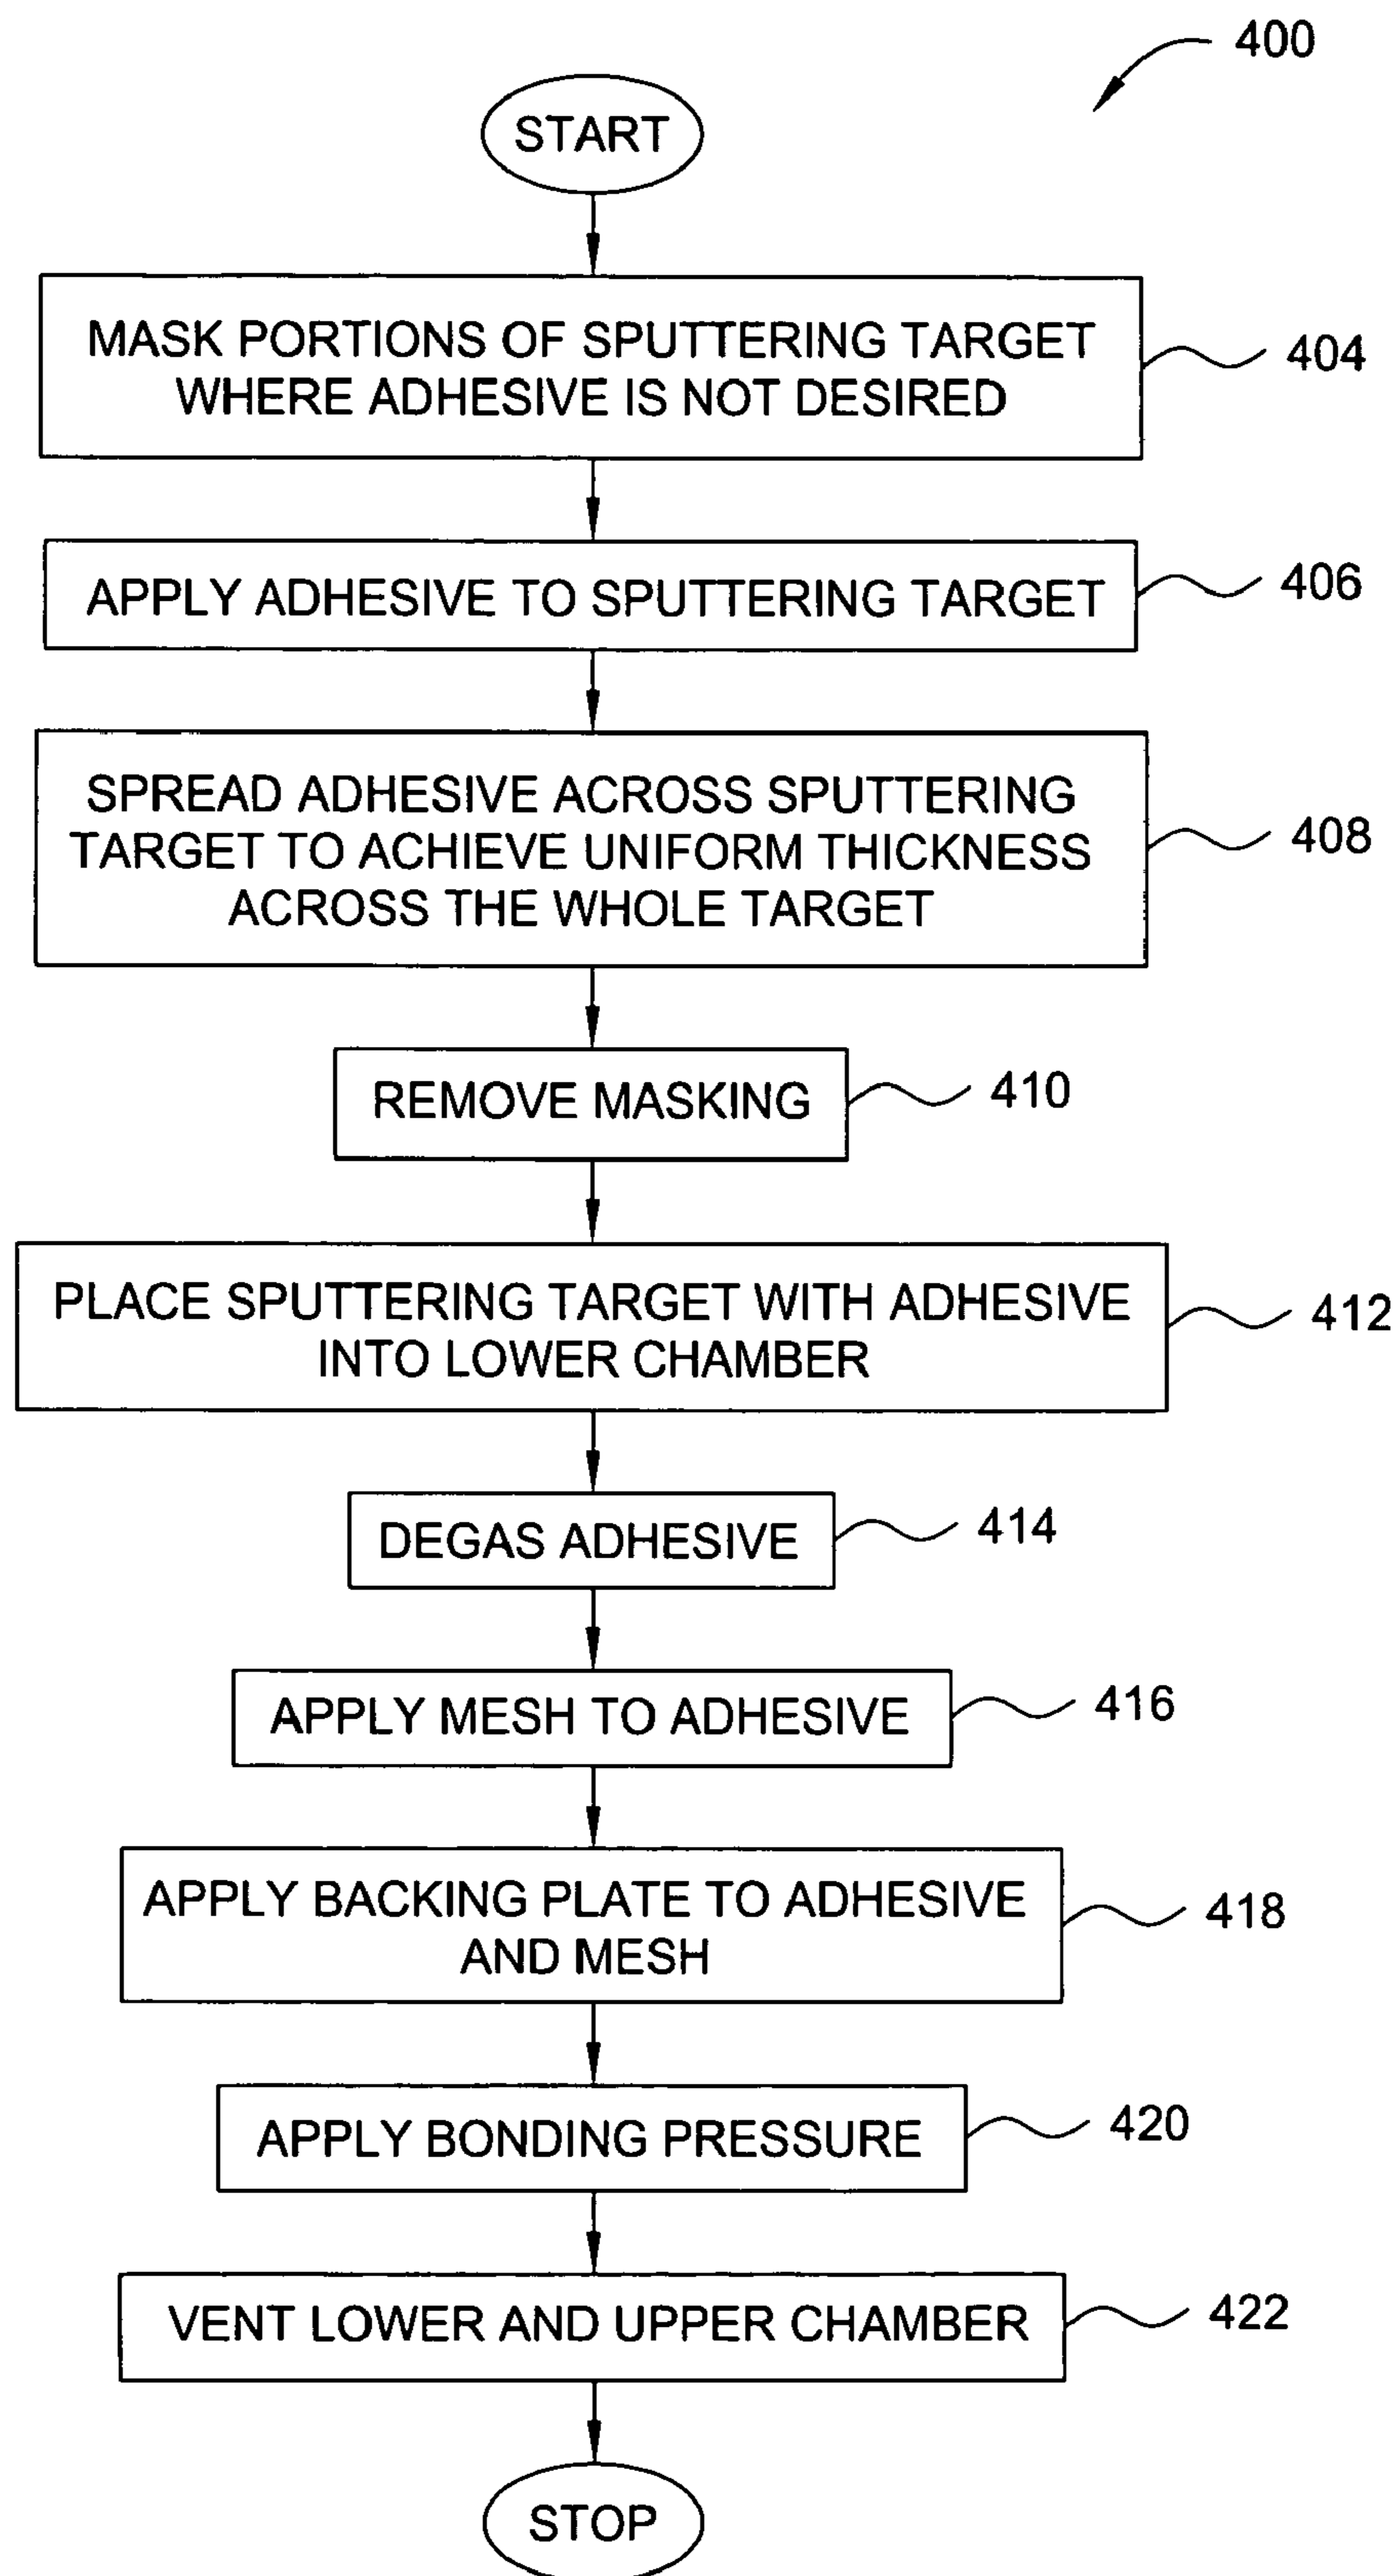 400
START
MASK PORTIONS OF SPUTTERING TARGET
WHERE ADHESIVE IS NOT DESIRED
404
APPLY ADHESIVE TO SPUTTERING TARGET
406
SPREAD ADHESIVE ACROSS SPUTTERING
TARGET TO ACHIEVE UNIFORM THICKNESS
ACROSS THE WHOLE TARGET
408
REMOVE MASKING
410
PLACE SPUTTERING TARGET WITH ADHESIVE
INTO LOWER CHAMBER
412
DEGAS ADHESIVE
414
APPLY MESH TO ADHESIVE
416
APPLY BACKING PLATE TO ADHESIVE
AND MESH
418
APPLY BONDING PRESSURE
420
VENT LOWER AND UPPER CHAMBER
422
STOP